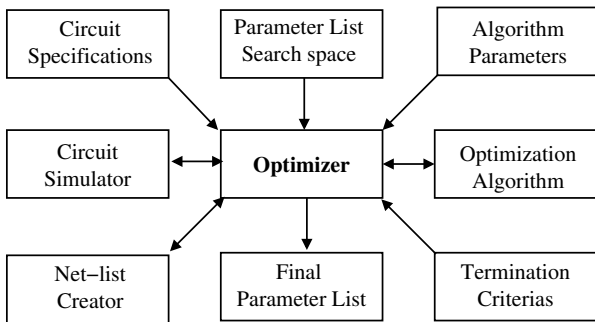 Circuit
Specifications
Parameter List
Search space
Algorithm
Parameters
Circuit
Simulator
Optimizer
Optimization
Algorithm
Net-list
Creator
Final
Parameter List
Termination
Criterias